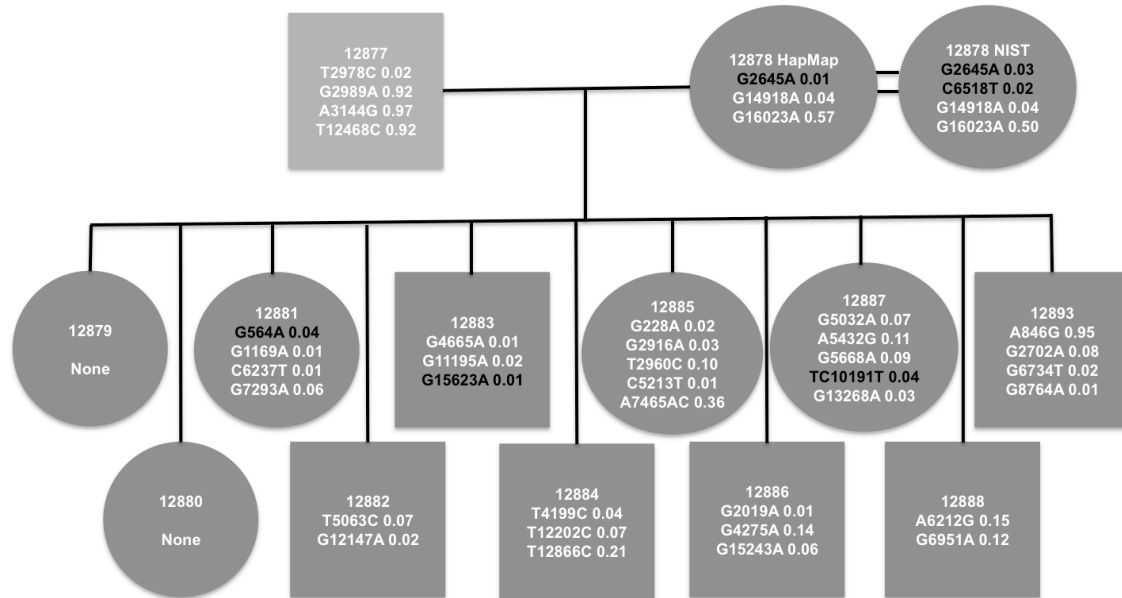 12877
T2978C 0.02
G2989A 0.92
A3144G 0.97
T12468C 0.92
12878 HapMap
G2645A 0.01
G14918A 0.04
G16023A 0.57
12878 NIST
G2645A 0.03
C6518T 0.02
G14918A 0.04
G16023A 0.50
12879
None
12881
G564A 0.04
G1169A 0.01
C6237T 0.01
G7293A 0.06
12883
G4665A 0.01
G11195A 0.02
G15623A 0.01
12885
G228A 0.02
G2916A 0.03
T2960C 0.10
C5213T 0.01
A7465AC 0.36
12887
G5032A 0.07
A5432G 0.11
G5668A 0.09
TC10191T 0.04
G13268A 0.03
12893
A846G 0.95
G2702A 0.08
G6734T 0.02
G8764A 0.01
12880
None
12882
T5063C 0.07
G12147A 0.02
12884
T4199C 0.04
T12202C 0.07
T12866C 0.21
12886
G2019A 0.01
G4275A 0.14
G15243A 0.06
12888
A6212G 0.15
G6951A 0.12